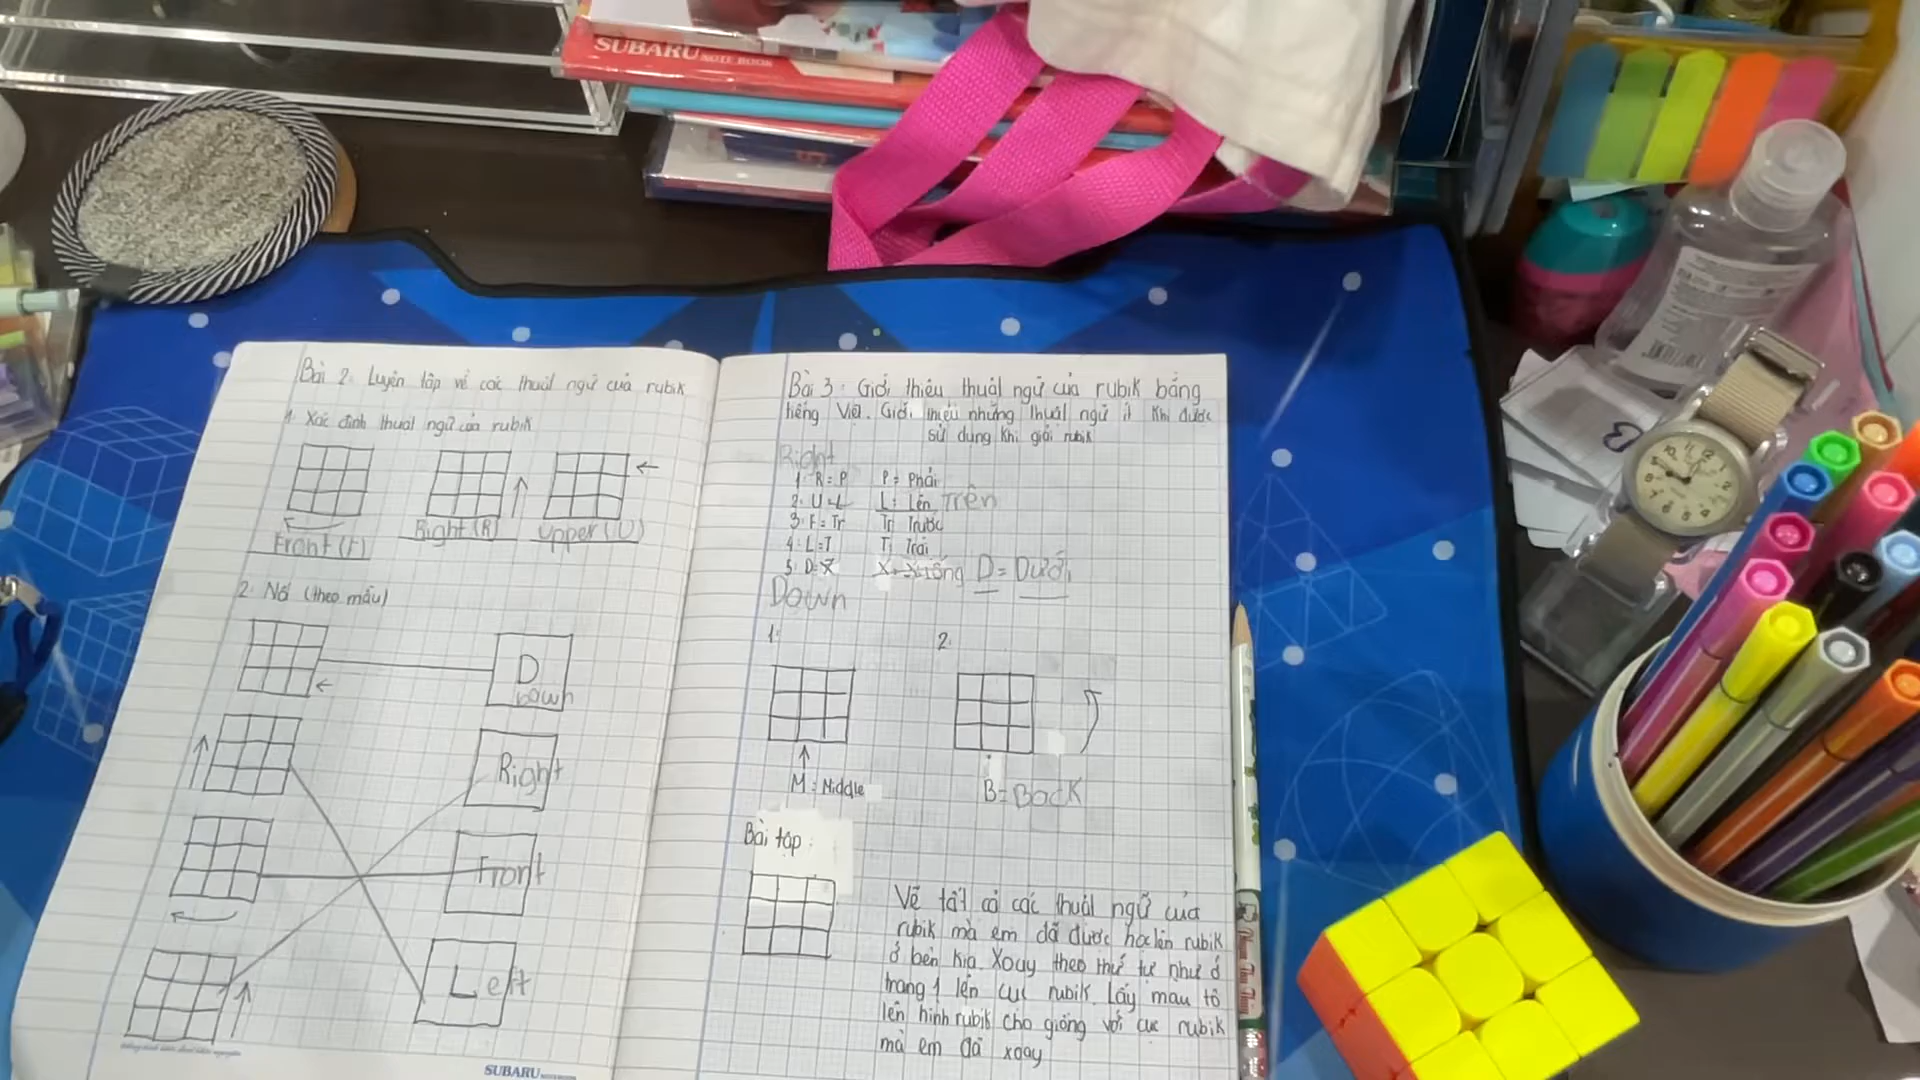 SUBARU NOTE BOOK
Bài 2: Luyện tập về các thuật ngữ của rubik
1. Xác định thuật ngữ của rubik
Front (F)
Right (R)
Upper (U)
2. Nối (theo mẫu)
D
Down
Right
Front
Left
SUBARU
Bài 3: Giới thiệu thuật ngữ của rubik bằng
tiếng Việt. Giới thiệu những thuật ngữ ít khi được
sử dụng khi giải rubik
Right
1. R = P P = Phải
2. U = L L = Lên Trên
3. F = Tr Tr Trước
4. L = T T Trái
5. D = X X = Xuống D = Dưới
Down
1:
2:
M = Middle
B = Back
Bài tập:
Vẽ tất cả các thuật ngữ của
rubik mà em đã được học lên rubik
ở bên kia. Xoay theo thứ tự như ở
trang 1 lên cục rubik. Lấy màu tô
lên hình rubik cho giống với cục rubik
mà em đã xoay